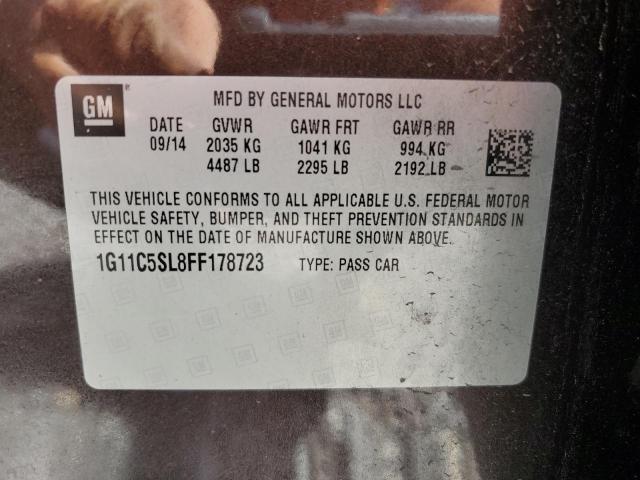 GM
MFD BY GENERAL MOTORS LLC
DATE GVWR GAWR FRT GAWR RR
09/14 2035 KG 1041 KG 994 KG
4487 LB 2295 LB 2192 LB
THIS VEHICLE CONFORMS TO ALL APPLICABLE U.S. FEDERAL MOTOR
VEHICLE SAFETY, BUMPER, AND THEFT PREVENTION STANDARDS IN
EFFECT ON THE DATE OF MANUFACTURE SHOWN ABOVE.
1G11C5SL8FF178723 TYPE: PASS CAR